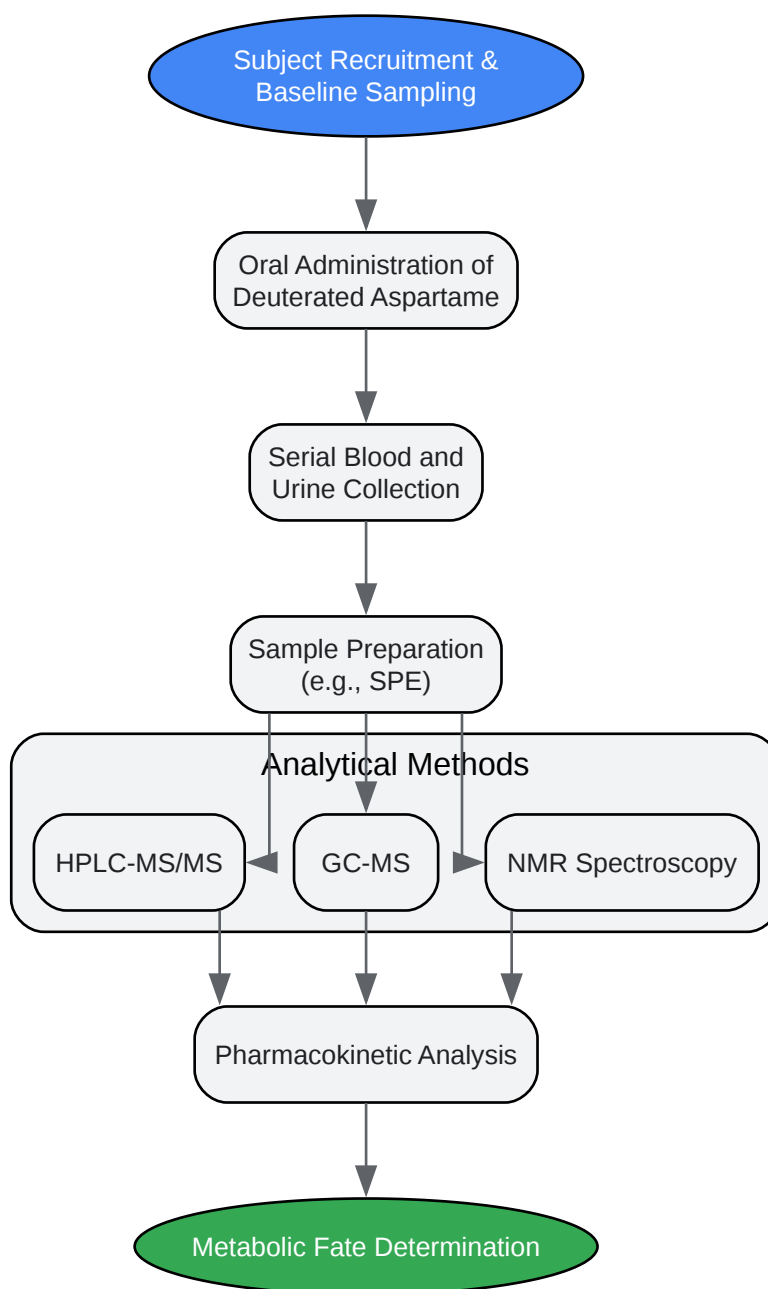 Subject Recruitment &
Baseline Sampling
Oral Administration of
Deuterated Aspartame
Serial Blood and
Urine Collection
Sample Preparation
(e.g., SPE)
Analytical Methods
HPLC-MS/MS
GC-MS
NMR Spectroscopy
Pharmacokinetic Analysis
Metabolic Fate Determination